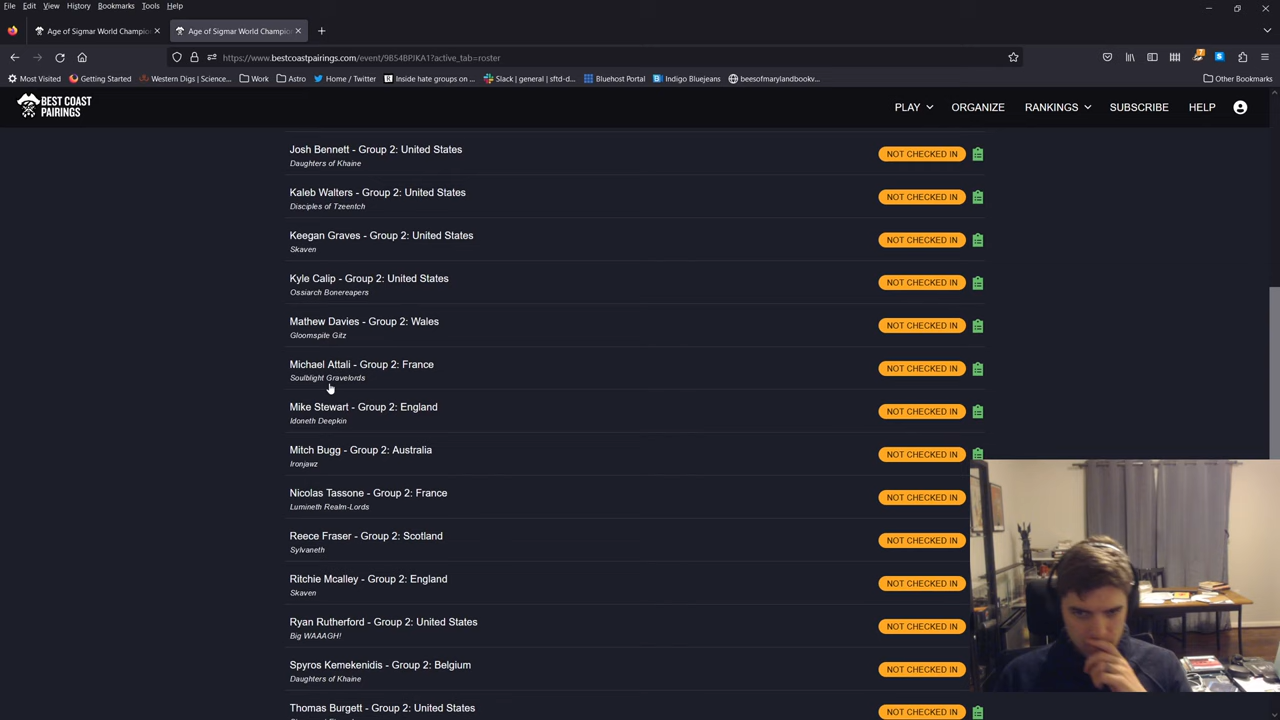 File Edit View History Bookmarks Tools Help
Age of Sigmar World Champion
Age of Sigmar World Champion
https://www.bestcoastpairings.com/event/9B54BPJKA1?active_tab=roster
Most Visited Getting Started Western Digs | Science... Work Astro Home / Twitter Inside hate groups on ... Slack | general | sftd-d... Bluehost Portal Indigo Bluejeans beesofmarylandbookv... Other Bookmarks
BEST COAST
PAIRINGS
PLAY ORGANIZE RANKINGS SUBSCRIBE HELP
Josh Bennett - Group 2: United States
Daughters of Khaine
NOT CHECKED IN
Kaleb Walters - Group 2: United States
Disciples of Tzeentch
NOT CHECKED IN
Keegan Graves - Group 2: United States
Skaven
NOT CHECKED IN
Kyle Calip - Group 2: United States
Ossiarch Bonereapers
NOT CHECKED IN
Mathew Davies - Group 2: Wales
Gloomspite Gitz
NOT CHECKED IN
Michael Attali - Group 2: France
Soulblight Gravelords
NOT CHECKED IN
Mike Stewart - Group 2: England
Idoneth Deepkin
NOT CHECKED IN
Mitch Bugg - Group 2: Australia
Ironjawz
NOT CHECKED IN
Nicolas Tassone - Group 2: France
Lumineth Realm-Lords
NOT CHECKED IN
Reece Fraser - Group 2: Scotland
Sylvaneth
NOT CHECKED IN
Ritchie Mcalley - Group 2: England
Skaven
NOT CHECKED IN
Ryan Rutherford - Group 2: United States
Big WAAAGH!
NOT CHECKED IN
Spyros Kemekenidis - Group 2: Belgium
Daughters of Khaine
NOT CHECKED IN
Thomas Burgett - Group 2: United States
NOT CHECKED IN